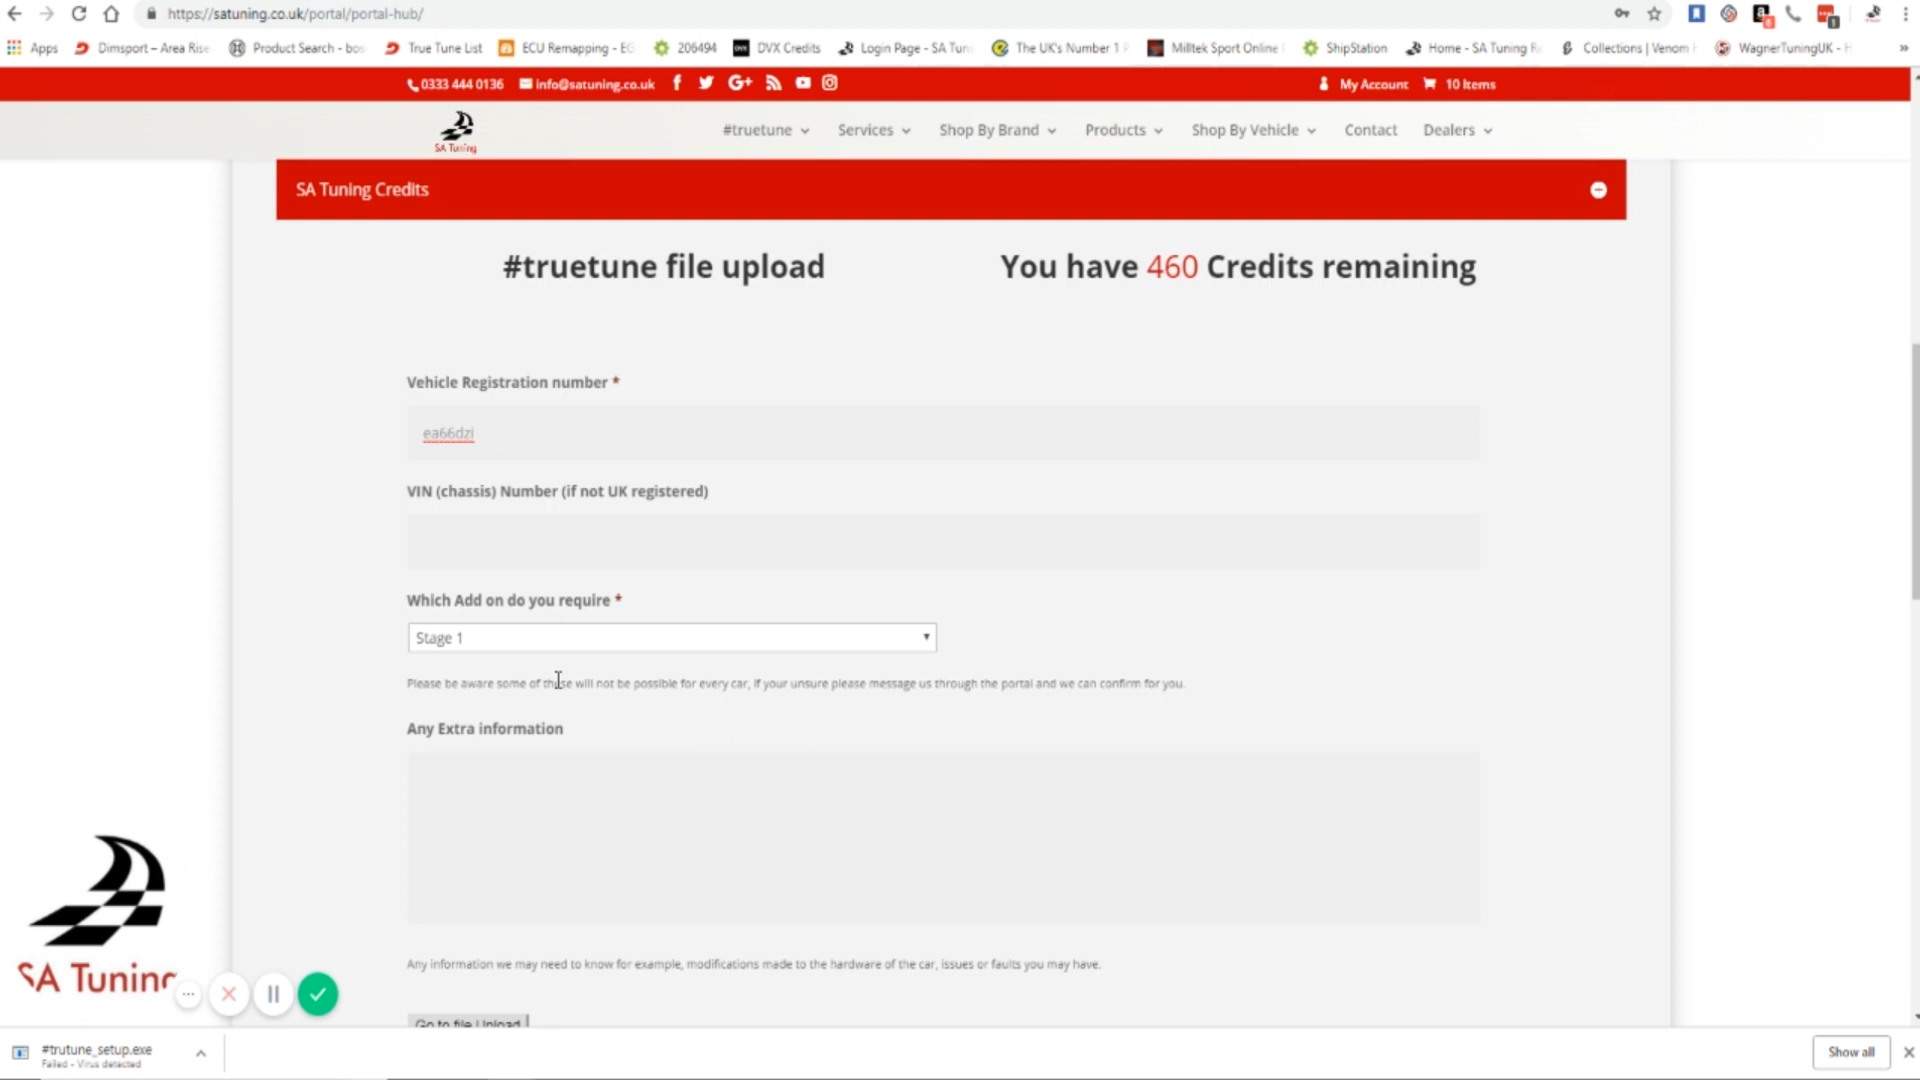 https://satuning.co.uk/portal/portal-hub/
Apps Dimsport – Area Rise Product Search - bos True Tune List ECU Remapping - EG 206494 DVX Credits Login Page - SA Tun The UK's Number 1 P Milltek Sport Online ShipStation Home - SA Tuning R Collections | Venom WagnerTuningUK - H »
0333 444 0136 info@satuning.co.uk My Account 10 Items
SA Tuning #truetune Services Shop By Brand Products Shop By Vehicle Contact Dealers
SA Tuning Credits
#truetune file upload You have 460 Credits remaining
Vehicle Registration number *
ea66dzi
VIN (chassis) Number (if not UK registered)
Which Add on do you require *
Stage 1
Please be aware some of these will not be possible for every car, if your unsure please message us through the portal and we can confirm for you.
Any Extra information
Any information we may need to know for example, modifications made to the hardware of the car, issues or faults you may have.
SA Tuning
Go to file Upload
#trutune_setup.exe
Failed - Virus detected
Show all